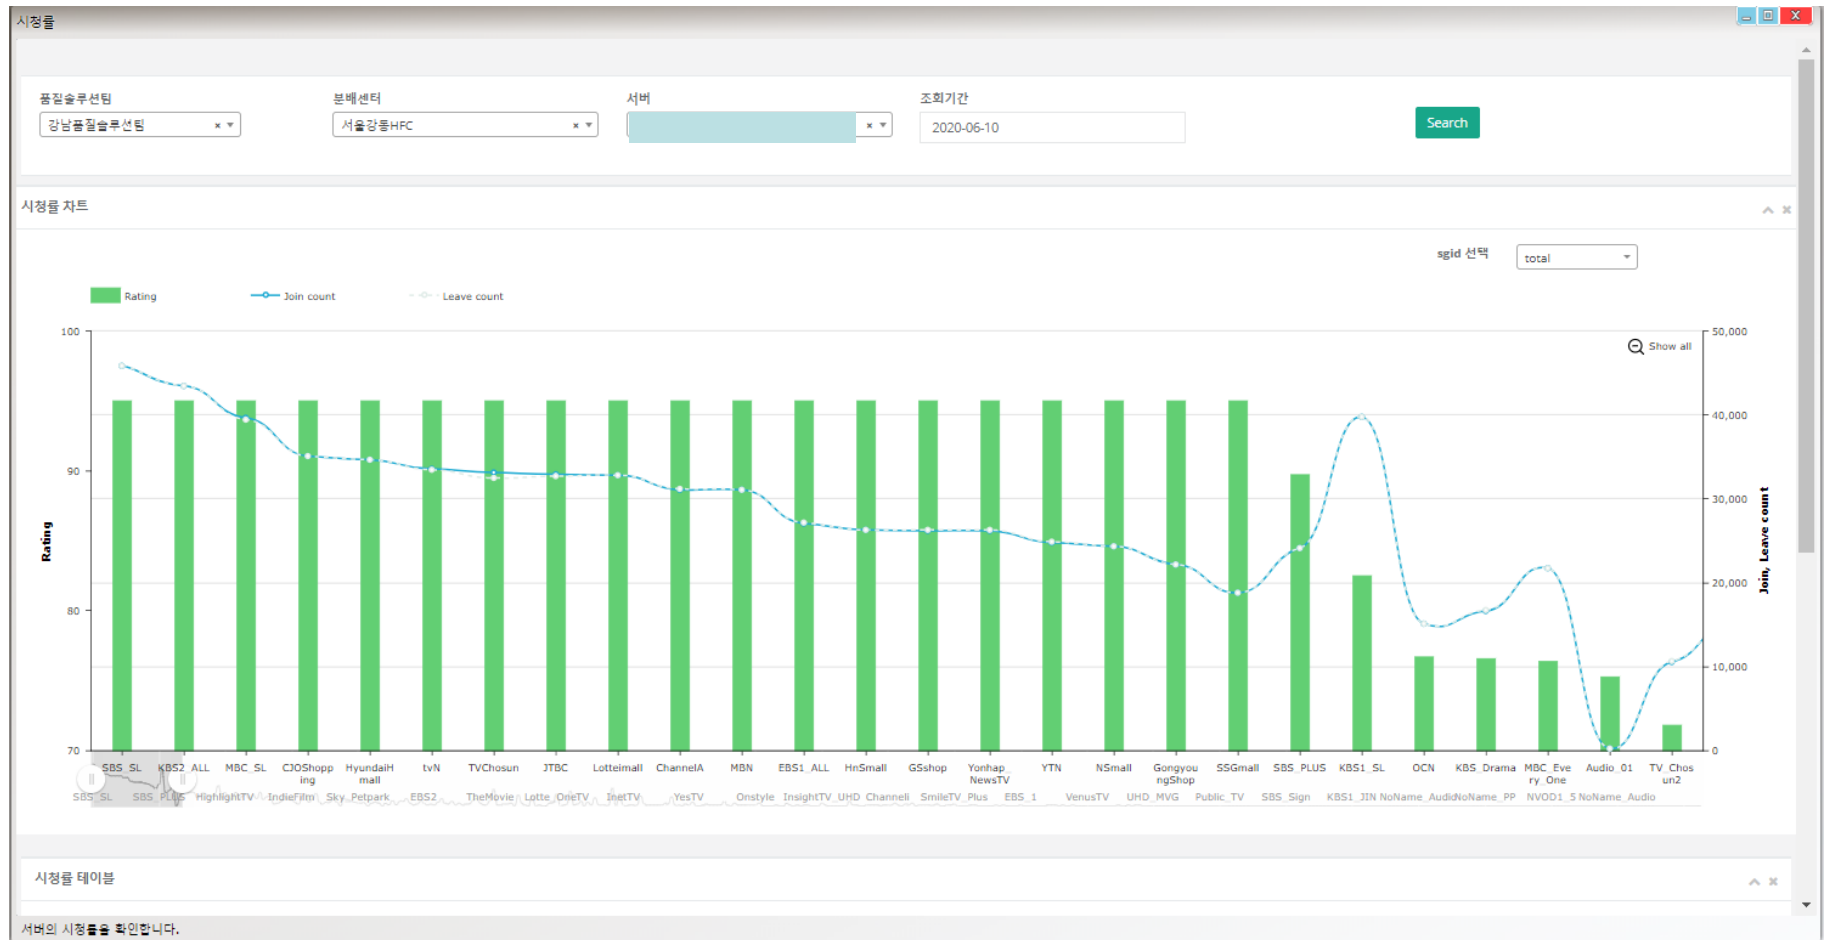 시청률
품질솔루션팀 분배센터 서버 조회기간
강남품질솔루션팀 × 서울강동HFC × × 2020-06-10 Search
시청률 차트
sgid 선택 total
Rating Join count Leave count
Show all
100
90
80
70
Rating
50,000
40,000
30,000
20,000
10,000
0
Join, Leave count
SBS_SL KBS2_ALL MBC_SL CJOShopping HyundaiHmall tvN TVChosun JTBC Lotteimall ChannelA MBN EBS1_ALL HnSmall GSshop Yonhap_NewsTV YTN NSmall GongyoungShop SSGmall SBS_PLUS KBS1_SL OCN KBS_Drama MBC_Every_One Audio_01 TV_Chosun2
SBS_SL SBS_PLUS HighlightTV IndieFilm Sky_Petpark EBS2 TheMovie Lotte_OneTV InetTV YesTV Onstyle InsightTV UHD_Channeli SmileTV_Plus EBS_1 VenusTV UHD_MVG Public_TV SBS_Sign KBS1_JIN NoName_Audio NoName_PP NVOD1_5 NoName_Audio
시청률 테이블
서버의 시청률을 확인합니다.